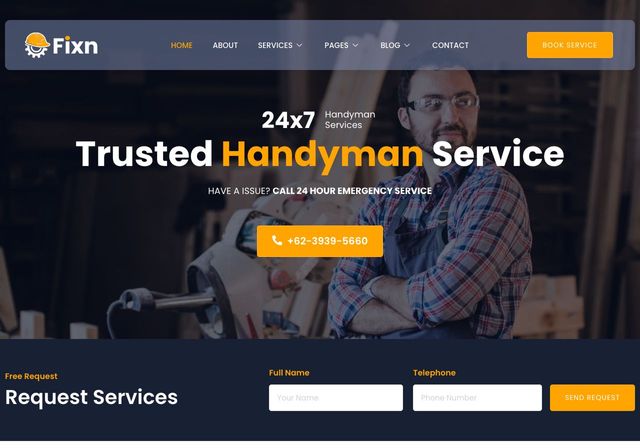 Fixn
HOME ABOUT SERVICES PAGES BLOG CONTACT BOOK SERVICE
24x7 Handyman
Services
Trusted Handyman Service
HAVE A ISSUE? CALL 24 HOUR EMERGENCY SERVICE
+62-3939-5660
Free Request
Request Services
Full Name
Your Name
Telephone
Phone Number
SEND REQUEST